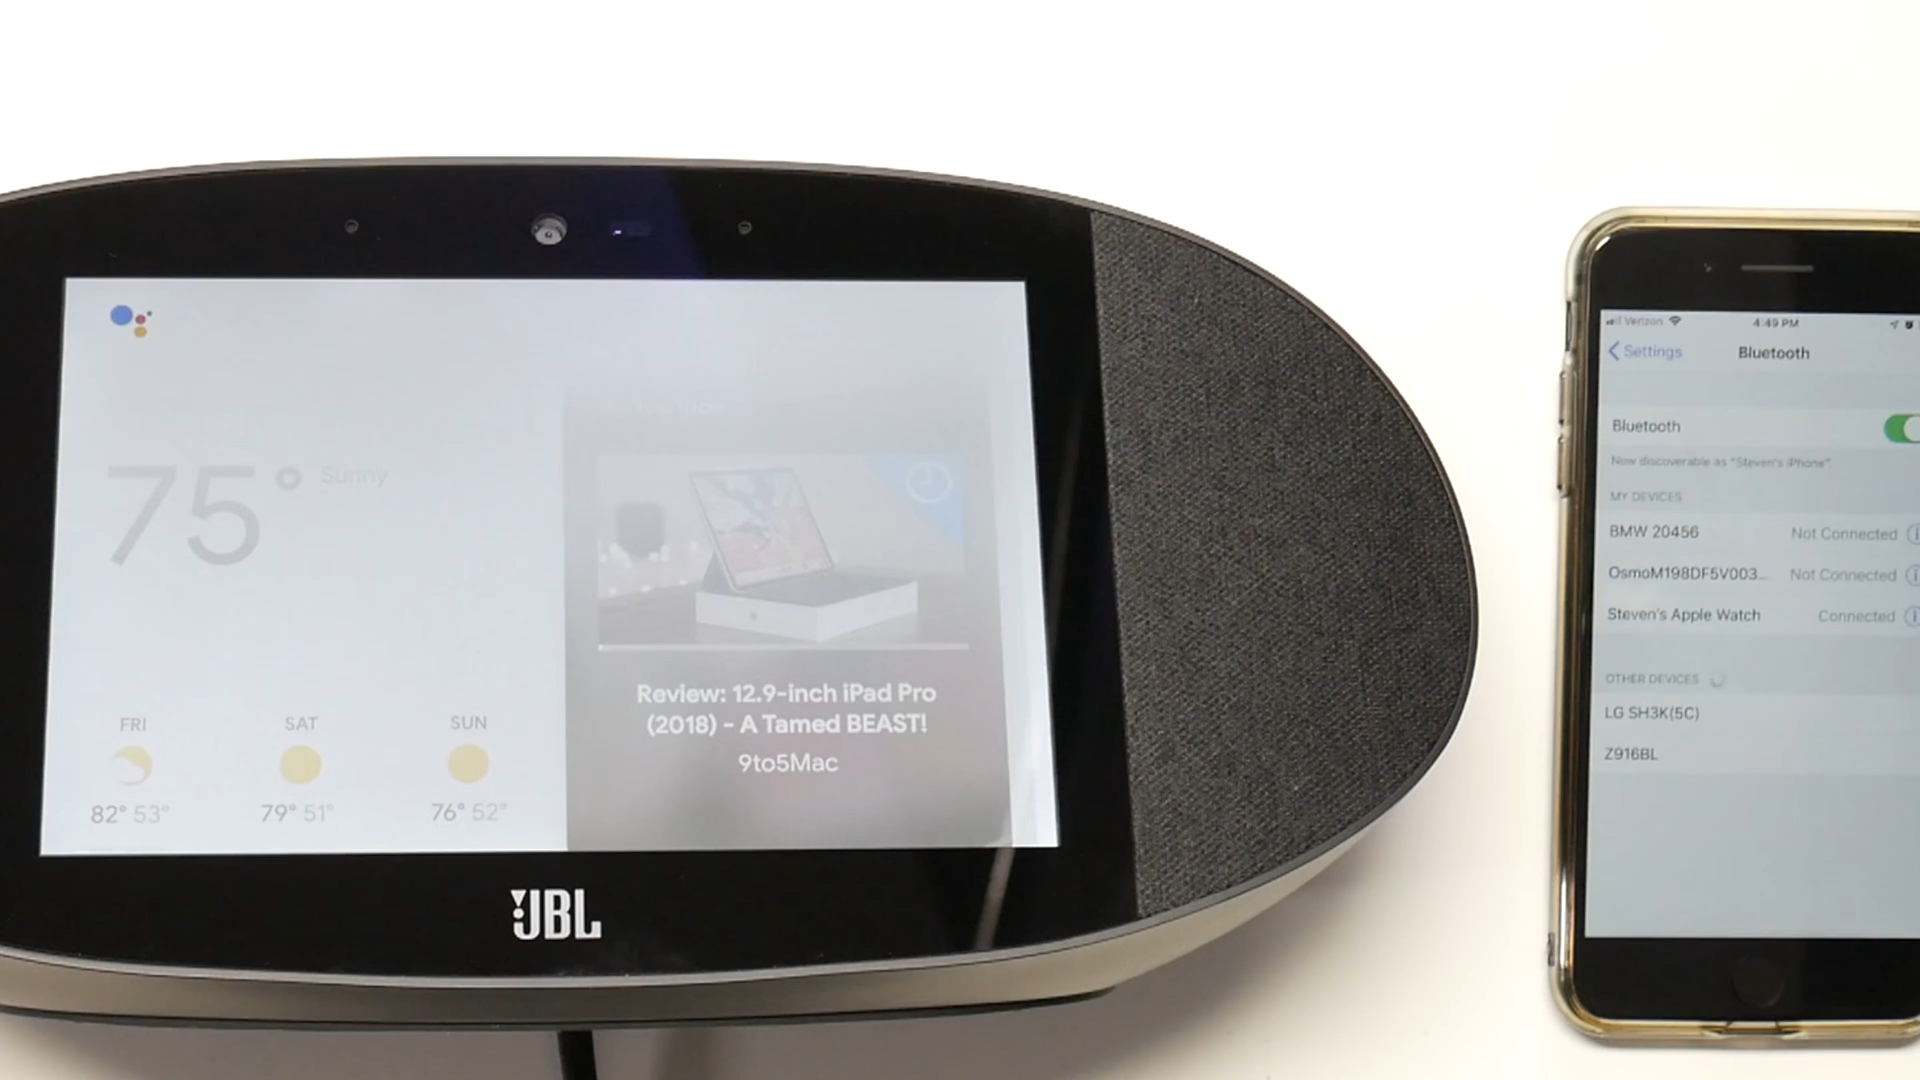 75°
Sunny
FRI
SAT
SUN
82° 53°
79° 51°
76° 52°
YouTube
Review: 12.9-inch iPad Pro
(2018) - A Tamed BEAST!
9to5Mac
JBL
Verizon
4:49 PM
Settings
Bluetooth
Bluetooth
Now discoverable as "Steven's iPhone"
MY DEVICES
BMW 20456
Not Connected
OsmoM198DF5V003...
Not Connected
Steven's Apple Watch
Connected
OTHER DEVICES
LG SH3K(5C)
Z916BL